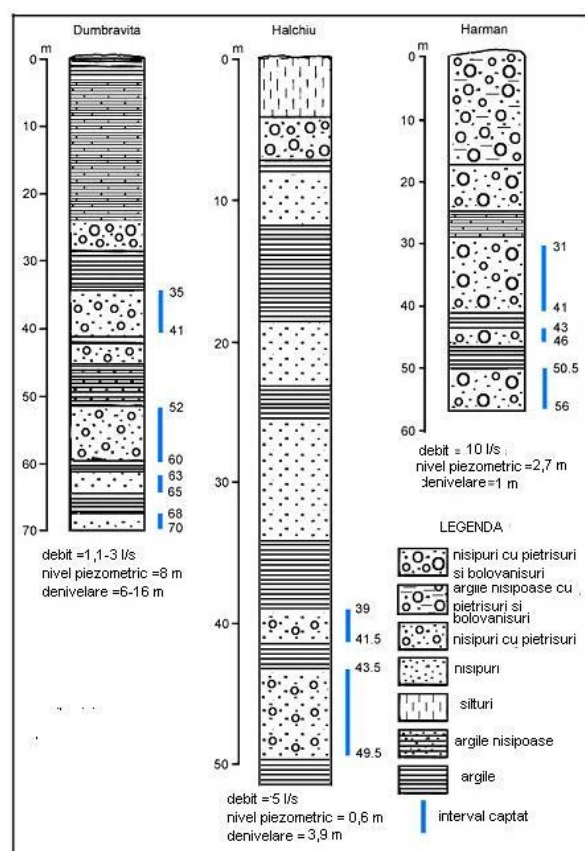 Dumbravita
m
0
10
20
30
40
50
60
70
35
41
52
60
63
65
68
70
debit =1,1-3 l/s
nivel piezometric =8 m
denivelare =6-16 m
Halchiu
m
0
10
20
30
40
50
39
41.5
43.5
49.5
debit =5 l/s
nivel piezometric = 0,6 m
denivelare = 3,9 m
Harman
m
0
10
20
30
40
50
60
31
41
43
46
50.5
56
debit = 10 l/s
nivel piezometric =2,7 m
denivelare =1 m
LEGENDA
nisipuri cu pietrisuri
si bolovanisuri
argile nisipoase cu
pietrisuri si
bolovanisuri
nisipuri cu pietrisuri
nisipuri
silturi
argile nisipoase
argile
interval captat